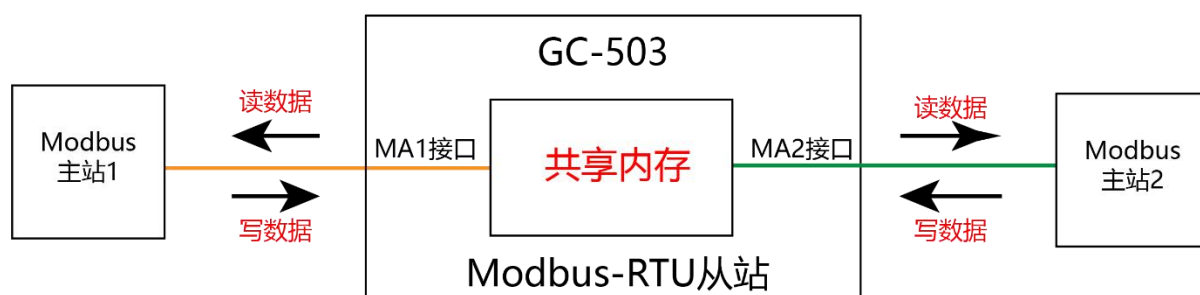 GC-503
读数据
读数据
Modbus
主站1
MA1接口
共享内存
MA2接口
Modbus
主站2
写数据
写数据
Modbus-RTU从站